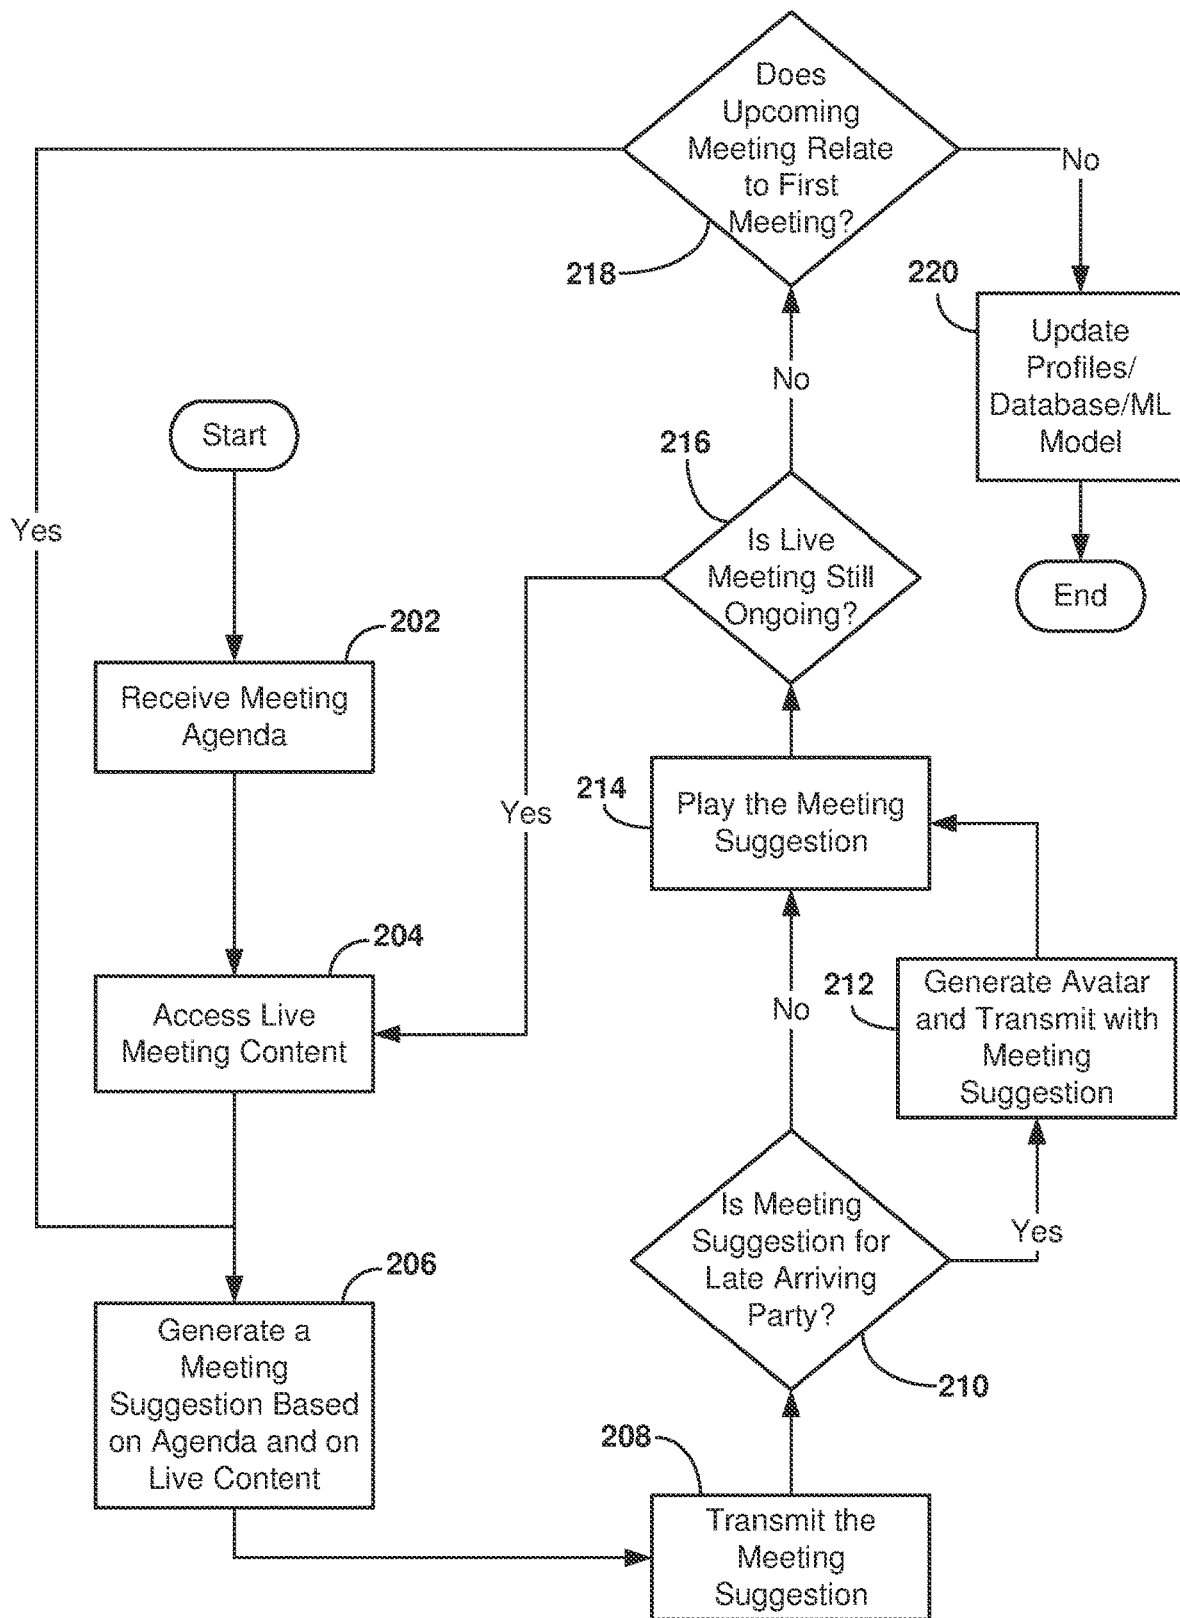 Does
Upcoming
Meeting Relate
to First
Meeting?
218
No
220
Update
Profiles/
Database/ML
Model
End
Yes
No
216
Is Live
Meeting Still
Ongoing?
Yes
Start
202
Receive Meeting
Agenda
204
Access Live
Meeting Content
206
Generate a
Meeting
Suggestion Based
on Agenda and on
Live Content
208
Transmit the
Meeting
Suggestion
210
Is Meeting
Suggestion for
Late Arriving
Party?
Yes
No
212
Generate Avatar
and Transmit with
Meeting
Suggestion
214
Play the Meeting
Suggestion